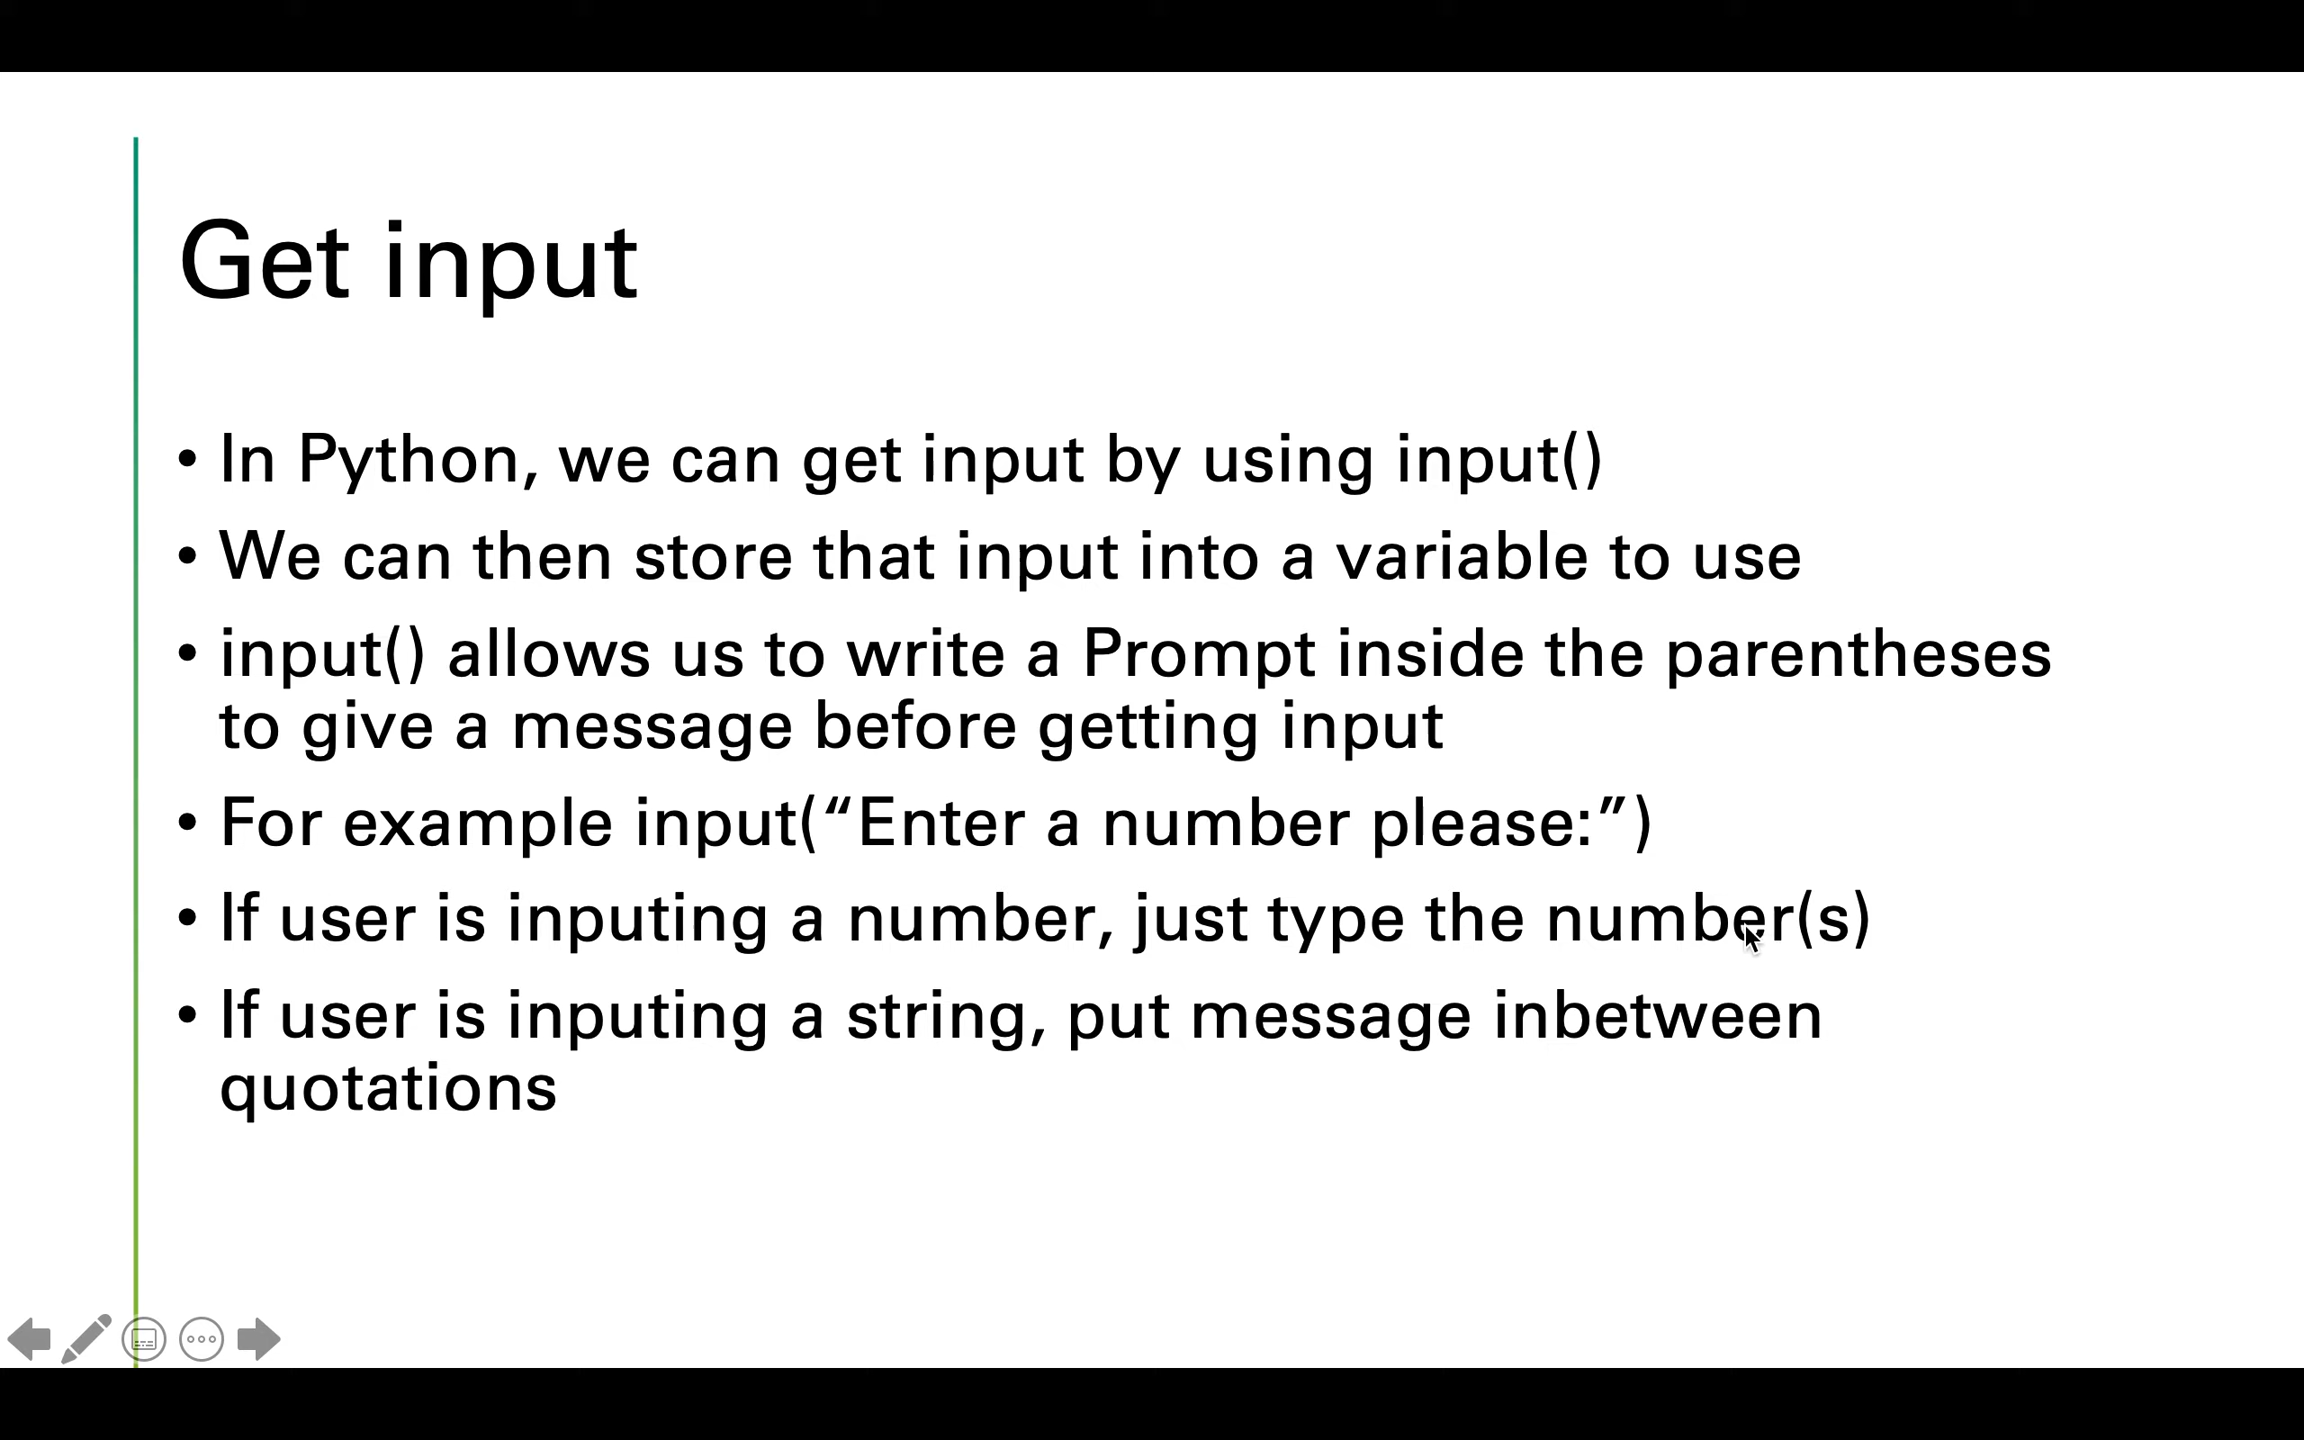 Get input
• In Python, we can get input by using input()
• We can then store that input into a variable to use
• input() allows us to write a Prompt inside the parentheses
to give a message before getting input
• For example input(“Enter a number please:”)
• If user is inputing a number, just type the number(s)
• If user is inputing a string, put message inbetween
quotations